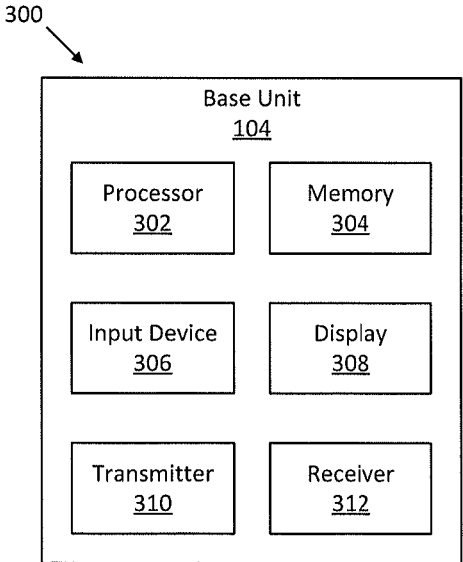 300
Base Unit
104
Processor
302
Memory
304
Input Device
306
Display
308
Transmitter
310
Receiver
312